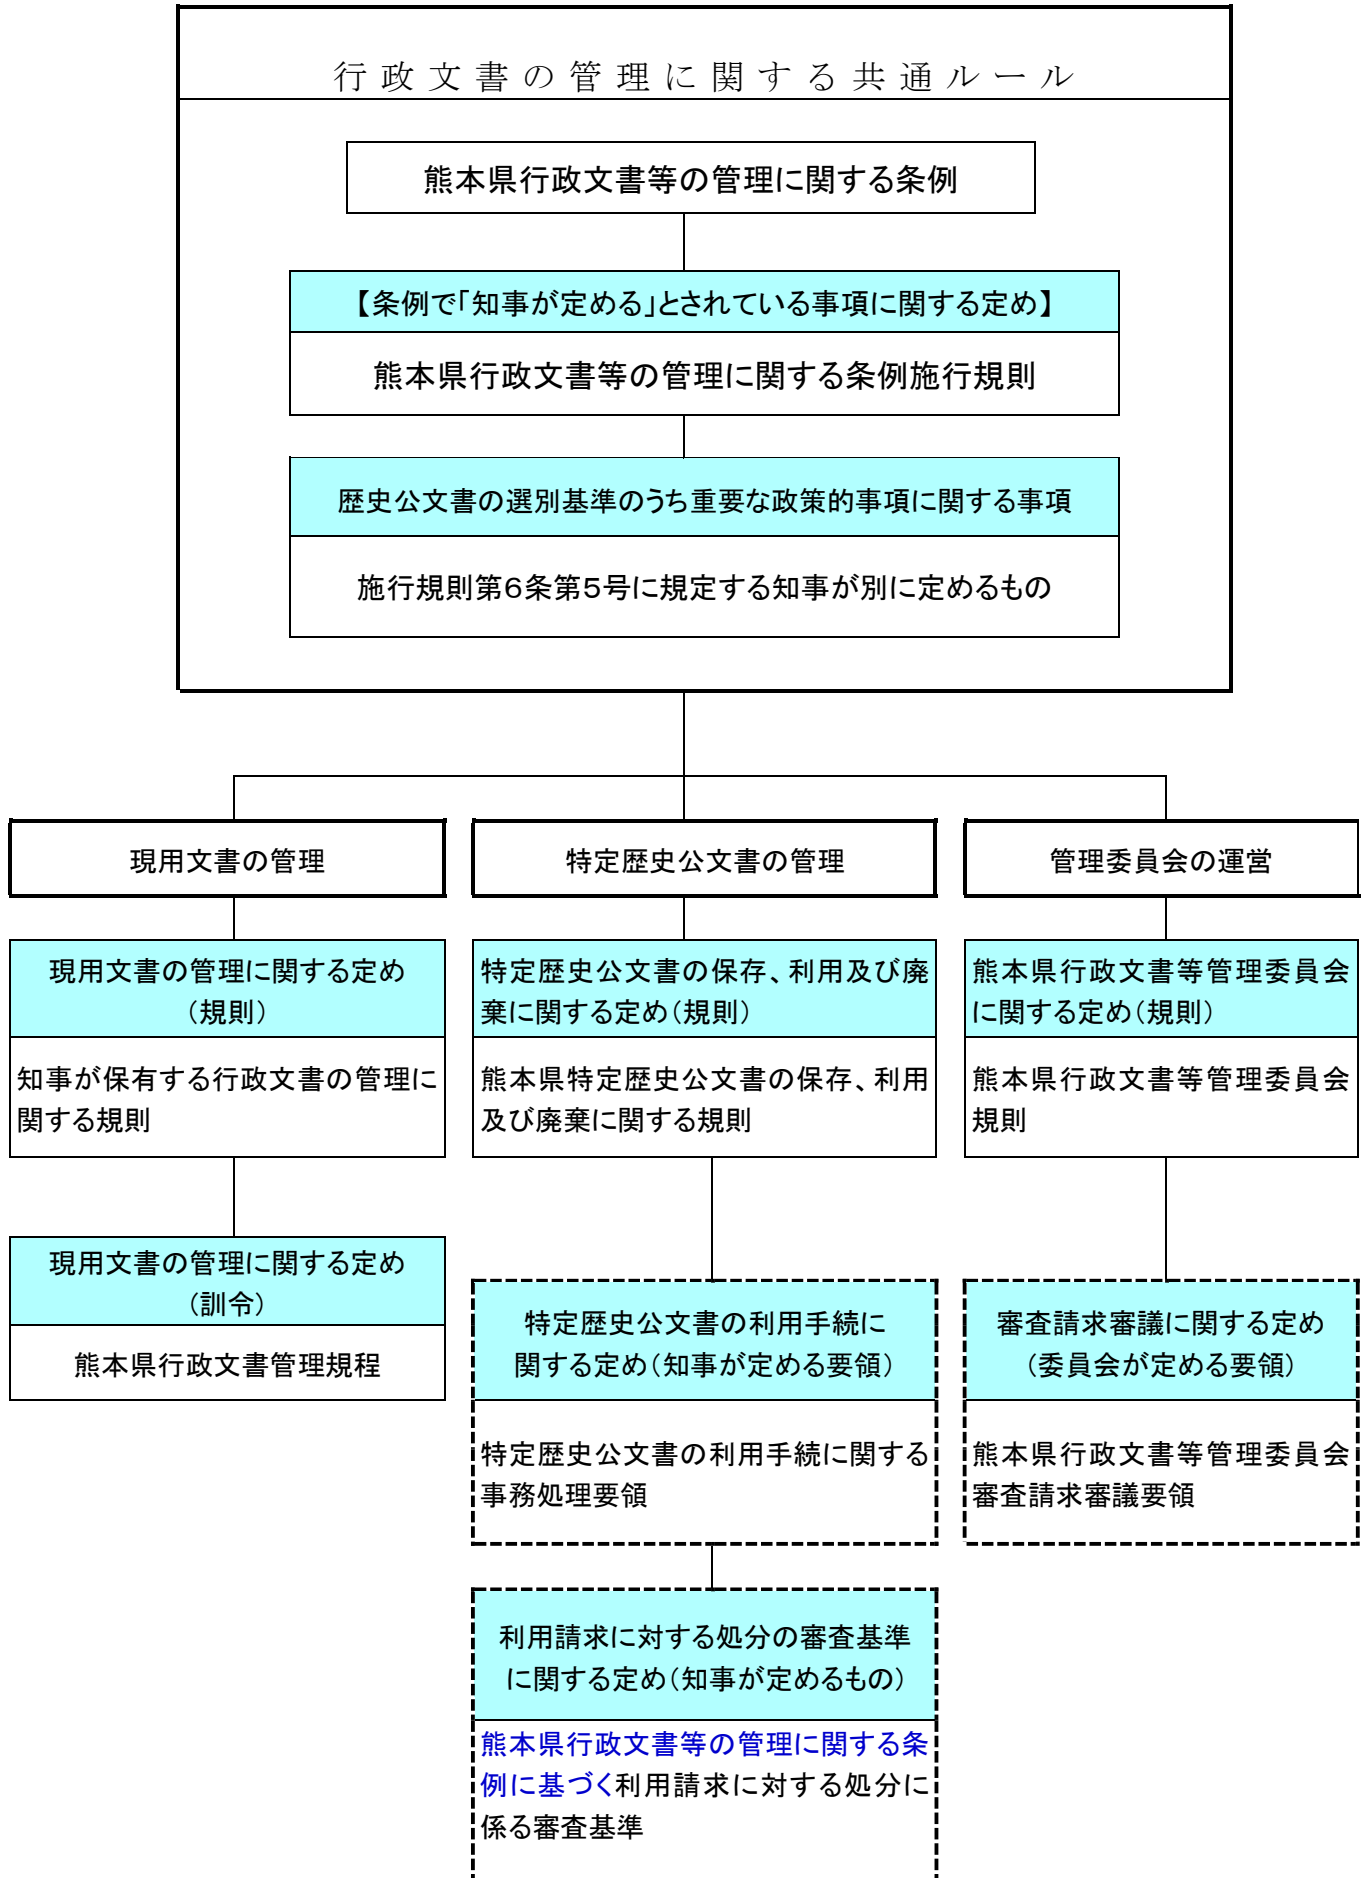 行政文書の管理に関する共通ルール
熊本県行政文書等の管理に関する条例
【条例で「知事が定める」とされている事項に関する定め】
熊本県行政文書等の管理に関する条例施行規則
歴史公文書の選別基準のうち重要な政策的事項に関する事項
施行規則第6条第5号に規定する知事が別に定めるもの
現用文書の管理
現用文書の管理に関する定め
（規則）
知事が保有する行政文書の管理に
関する規則
現用文書の管理に関する定め
（訓令）
熊本県行政文書管理規程
特定歴史公文書の管理
特定歴史公文書の保存、利用及び廃
棄に関する定め（規則）
熊本県特定歴史公文書の保存、利用
及び廃棄に関する規則
特定歴史公文書の利用手続に
関する定め（知事が定める要領）
特定歴史公文書の利用手続に関する
事務処理要領
利用請求に対する処分の審査基準
に関する定め（知事が定めるもの）
熊本県行政文書等の管理に関する条
例に基づく利用請求に対する処分に
係る審査基準
管理委員会の運営
熊本県行政文書等管理委員会
に関する定め（規則）
熊本県行政文書等管理委員会
規則
審査請求審議に関する定め
（委員会が定める要領）
熊本県行政文書等管理委員会
審査請求審議要領